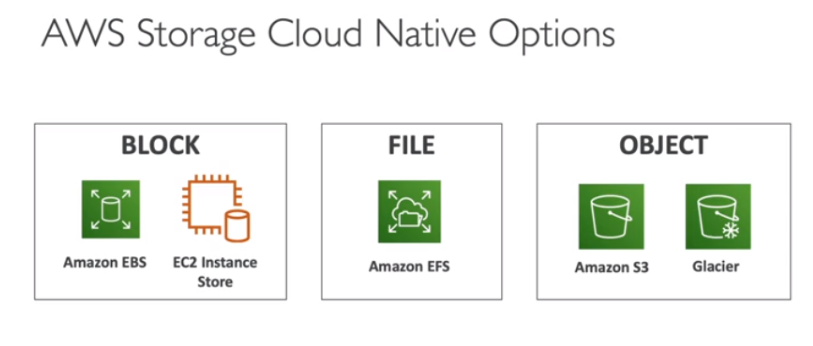 AWS Storage Cloud Native Options
BLOCK
Amazon EBS
EC2 Instance
Store
FILE
Amazon EFS
OBJECT
Amazon S3
Glacier